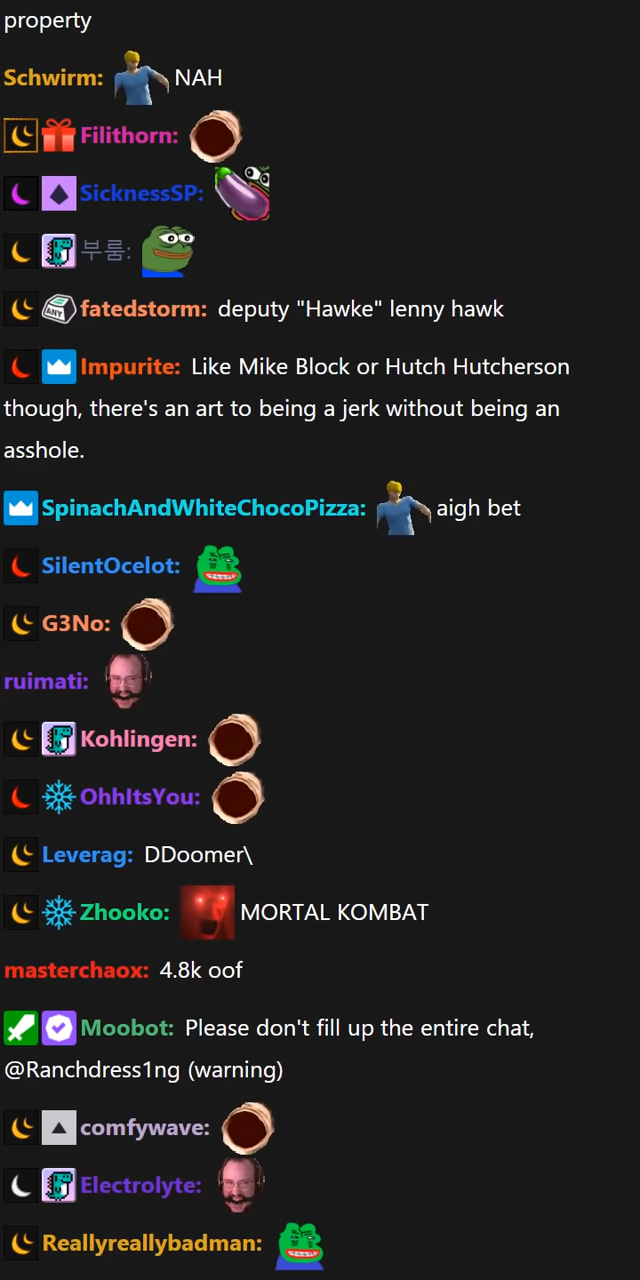 property
Schwirm: NAH
Filithorn:
SicknessSP:
부룸:
ANY fatedstorm: deputy "Hawke" lenny hawk
Impurite: Like Mike Block or Hutch Hutcherson
though, there's an art to being a jerk without being an
asshole.
SpinachAndWhiteChocoPizza: aigh bet
SilentOcelot:
G3No:
ruimati:
Kohlingen:
OhhItsYou:
Leverag: DDoomer\
Zhooko: MORTAL KOMBAT
masterchaox: 4.8k oof
Moobot: Please don't fill up the entire chat,
@Ranchdress1ng (warning)
comfywave:
Electrolyte:
Reallyreallybadman: